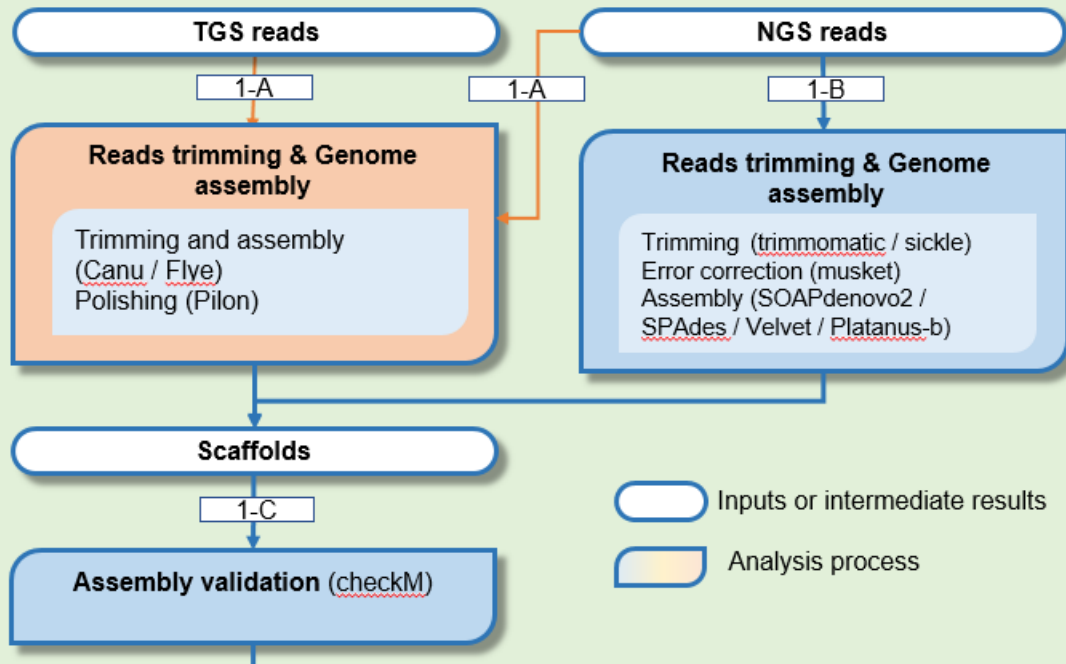 TGS reads
NGS reads
1-A
1-A
1-B
Reads trimming & Genome
assembly
Trimming and assembly
(Canu / Flye)
Polishing (Pilon)
Reads trimming & Genome
assembly
Trimming (trimmomatic / sickle)
Error correction (musket)
Assembly (SOAPdenovo2 /
SPAdes / Velvet / Platanus-b)
Scaffolds
1-C
Assembly validation (checkM)
Inputs or intermediate results
Analysis process